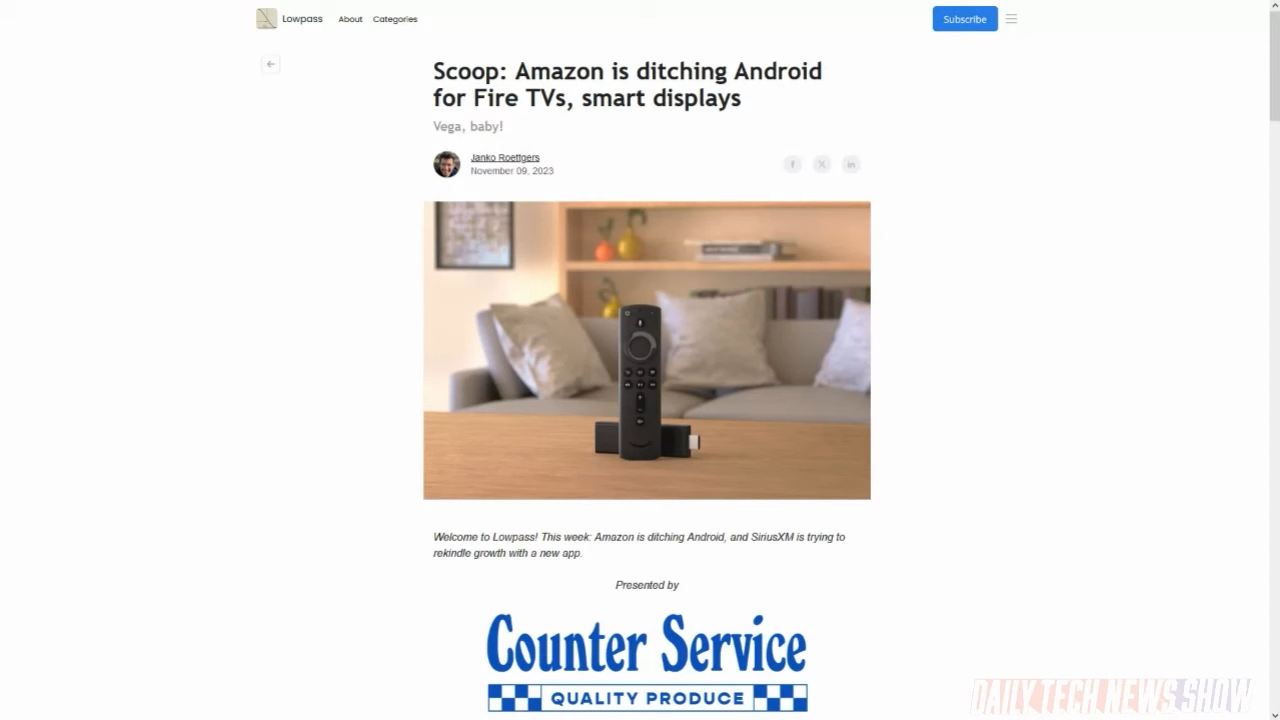 Lowpass About Categories Subscribe
Scoop: Amazon is ditching Android
for Fire TVs, smart displays
Vega, baby!
Janko Roettgers
November 09, 2023
Welcome to Lowpass! This week: Amazon is ditching Android, and SiriusXM is trying to
rekindle growth with a new app.
Presented by
Counter Service
QUALITY PRODUCE
DAILY TECH NEWS SHOW